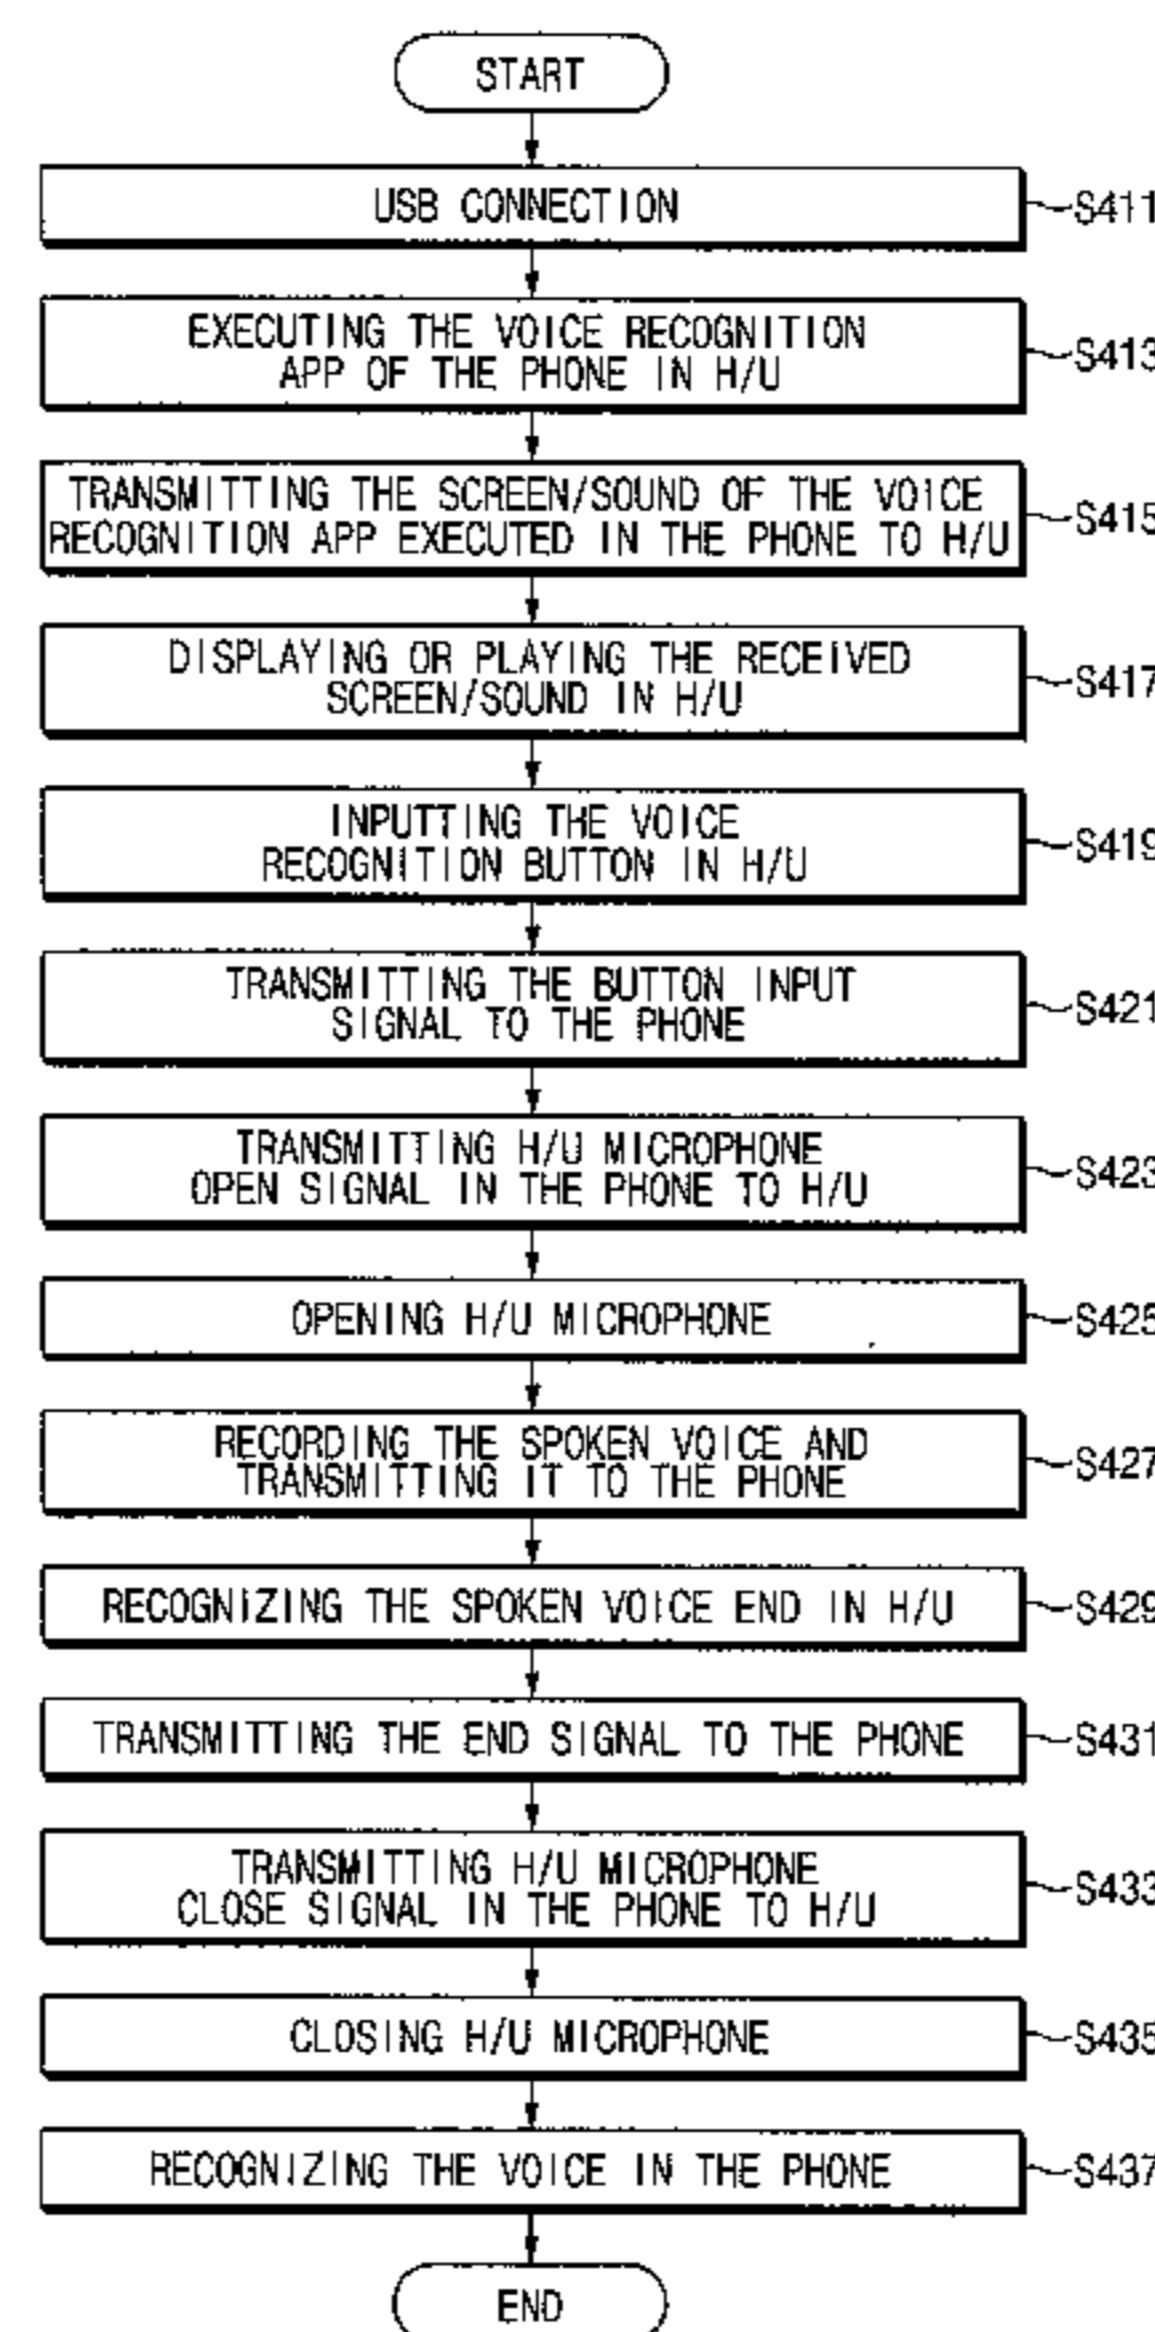 START
USB CONNECTION
S411
EXECUTING THE VOICE RECOGNITION
APP OF THE PHONE IN H/U
S413
TRANSMITTING THE SCREEN/SOUND OF THE VOICE
RECOGNITION APP EXECUTED IN THE PHONE TO H/U
S415
DISPLAYING OR PLAYING THE RECEIVED
SCREEN/SOUND IN H/U
S417
INPUTTING THE VOICE
RECOGNITION BUTTON IN H/U
S419
TRANSMITTING THE BUTTON INPUT
SIGNAL TO THE PHONE
S421
TRANSMITTING H/U MICROPHONE
OPEN SIGNAL IN THE PHONE TO H/U
S423
OPENING H/U MICROPHONE
S425
RECORDING THE SPOKEN VOICE AND
TRANSMITTING IT TO THE PHONE
S427
RECOGNIZING THE SPOKEN VOICE END IN H/U
S429
TRANSMITTING THE END SIGNAL TO THE PHONE
S431
TRANSMITTING H/U MICROPHONE
CLOSE SIGNAL IN THE PHONE TO H/U
S433
CLOSING H/U MICROPHONE
S435
RECOGNIZING THE VOICE IN THE PHONE
S437
END